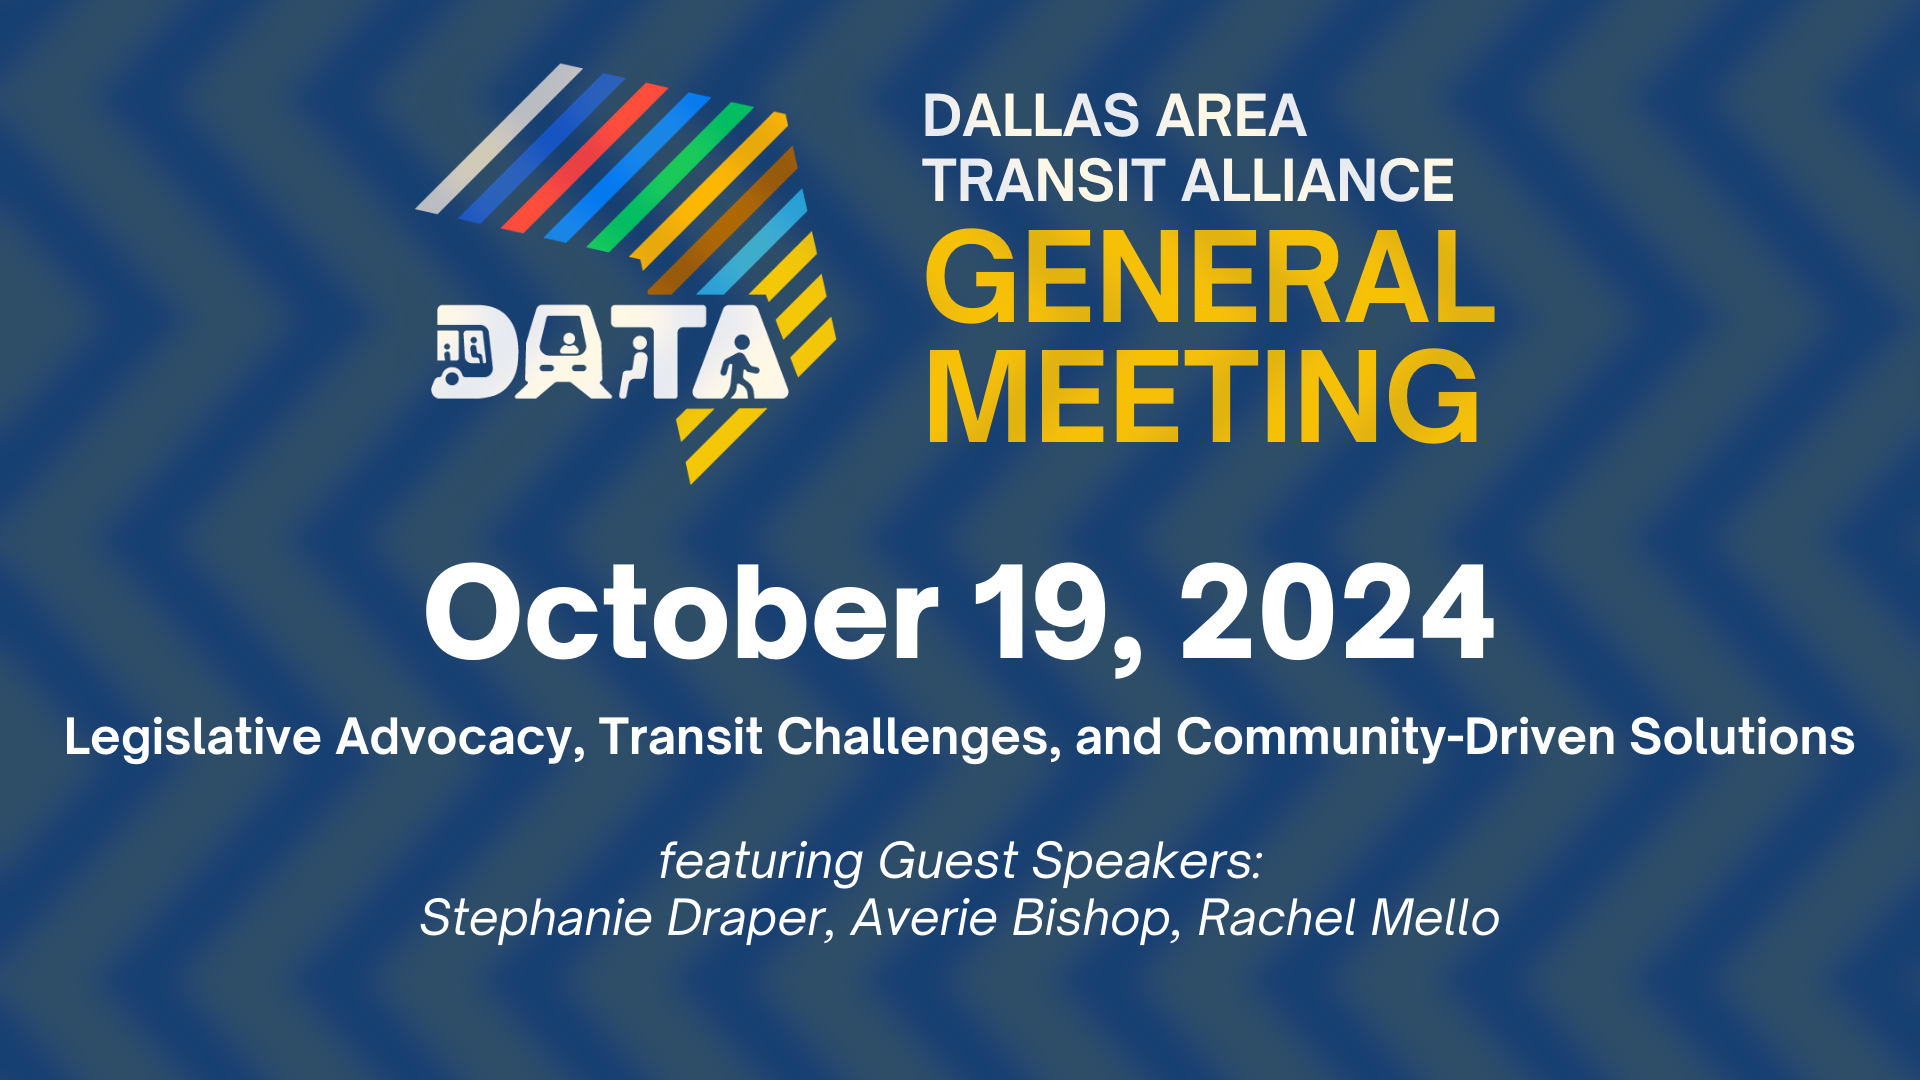 DATA
DALLAS AREA
TRANSIT ALLIANCE
GENERAL
MEETING
October 19, 2024
Legislative Advocacy, Transit Challenges, and Community-Driven Solutions
featuring Guest Speakers:
Stephanie Draper, Averie Bishop, Rachel Mello